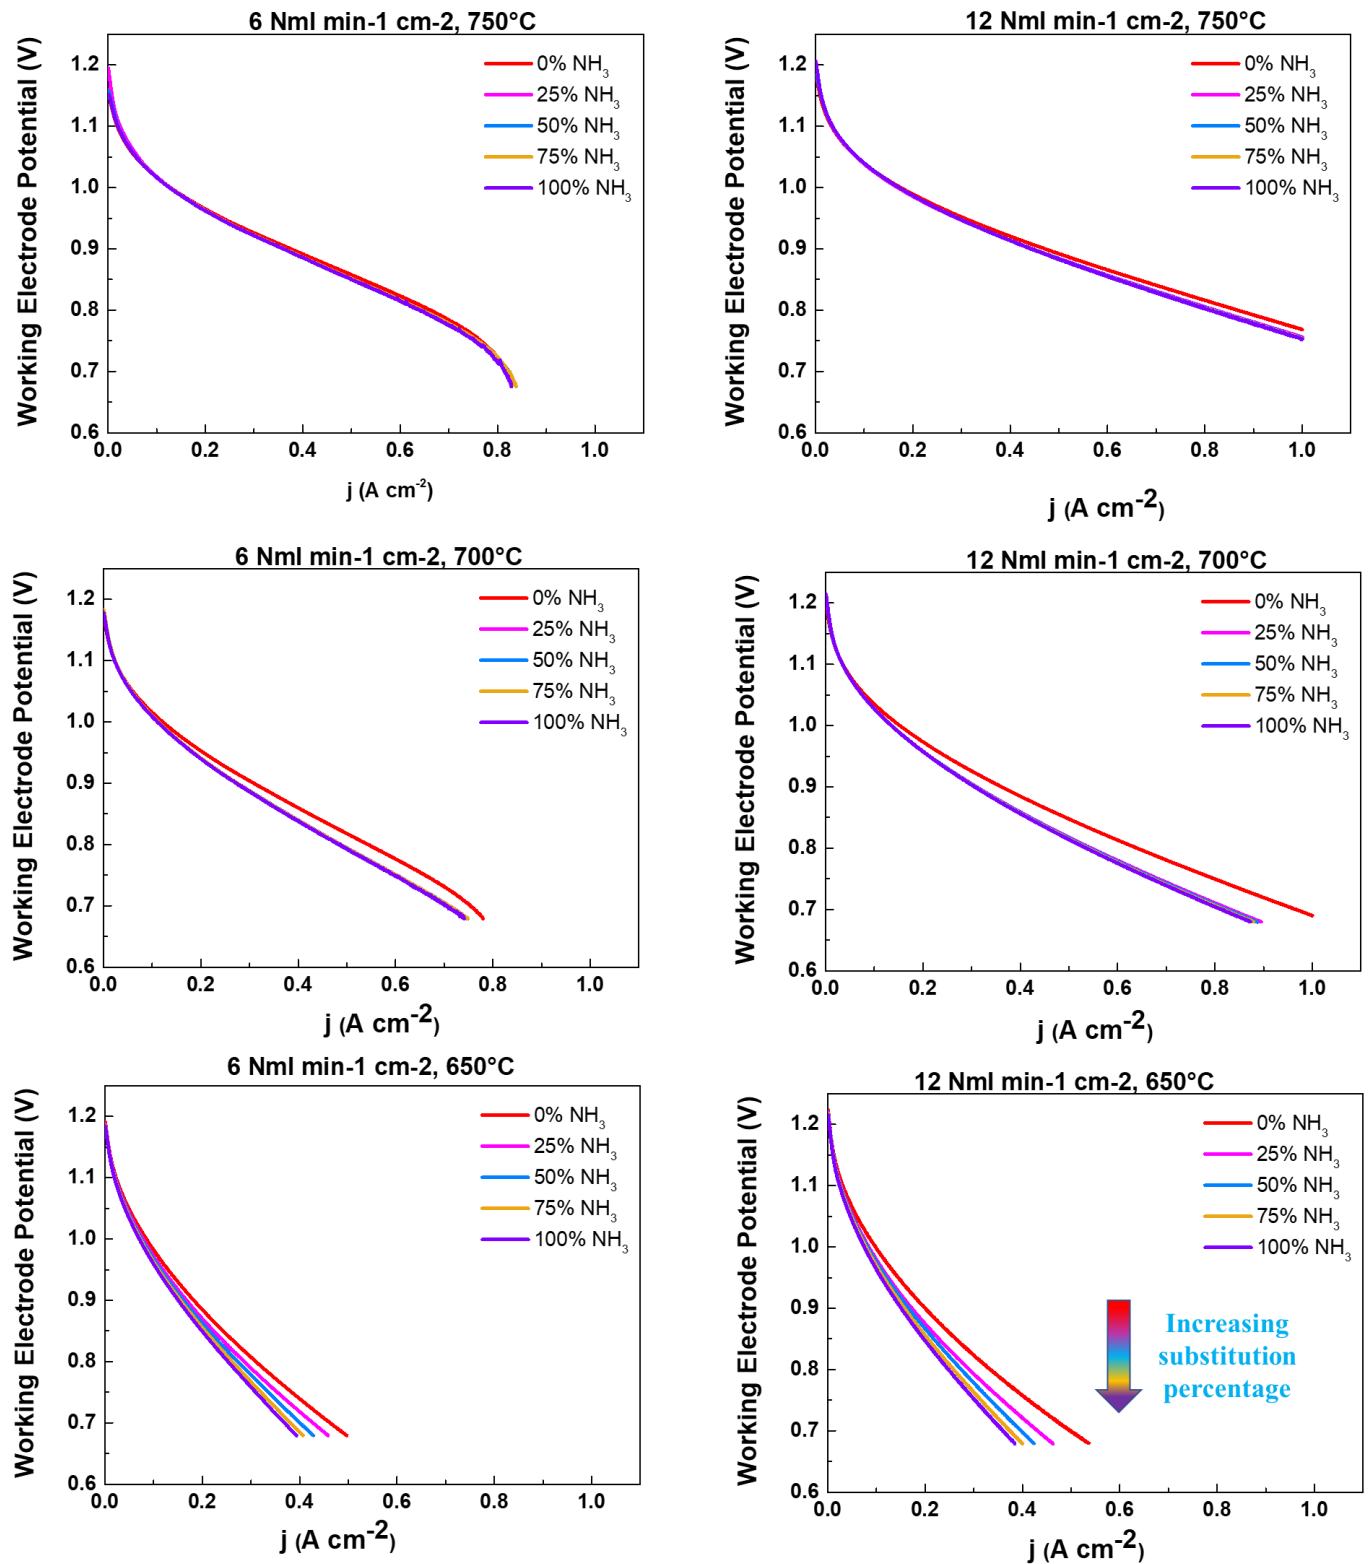 6 Nml min-1 cm-2, 750°C
Working Electrode Potential (V)
1.2
1.1
1.0
0.9
0.8
0.7
0.6
0% NH3
25% NH3
50% NH3
75% NH3
100% NH3
0.0 0.2 0.4 0.6 0.8 1.0
j (A cm-2)
12 Nml min-1 cm-2, 750°C
Working Electrode Potential (V)
1.2
1.1
1.0
0.9
0.8
0.7
0.6
0% NH3
25% NH3
50% NH3
75% NH3
100% NH3
0.0 0.2 0.4 0.6 0.8 1.0
j (A cm-2)
6 Nml min-1 cm-2, 700°C
Working Electrode Potential (V)
1.2
1.1
1.0
0.9
0.8
0.7
0.6
0% NH3
25% NH3
50% NH3
75% NH3
100% NH3
0.0 0.2 0.4 0.6 0.8 1.0
j (A cm-2)
12 Nml min-1 cm-2, 700°C
Working Electrode Potential (V)
1.2
1.1
1.0
0.9
0.8
0.7
0.6
0% NH3
25% NH3
50% NH3
75% NH3
100% NH3
0.0 0.2 0.4 0.6 0.8 1.0
j (A cm-2)
6 Nml min-1 cm-2, 650°C
Working Electrode Potential (V)
1.2
1.1
1.0
0.9
0.8
0.7
0.6
0% NH3
25% NH3
50% NH3
75% NH3
100% NH3
0.0 0.2 0.4 0.6 0.8 1.0
j (A cm-2)
12 Nml min-1 cm-2, 650°C
Working Electrode Potential (V)
1.2
1.1
1.0
0.9
0.8
0.7
0.6
0% NH3
25% NH3
50% NH3
75% NH3
100% NH3
Increasing
substitution
percentage
0.0 0.2 0.4 0.6 0.8 1.0
j (A cm-2)